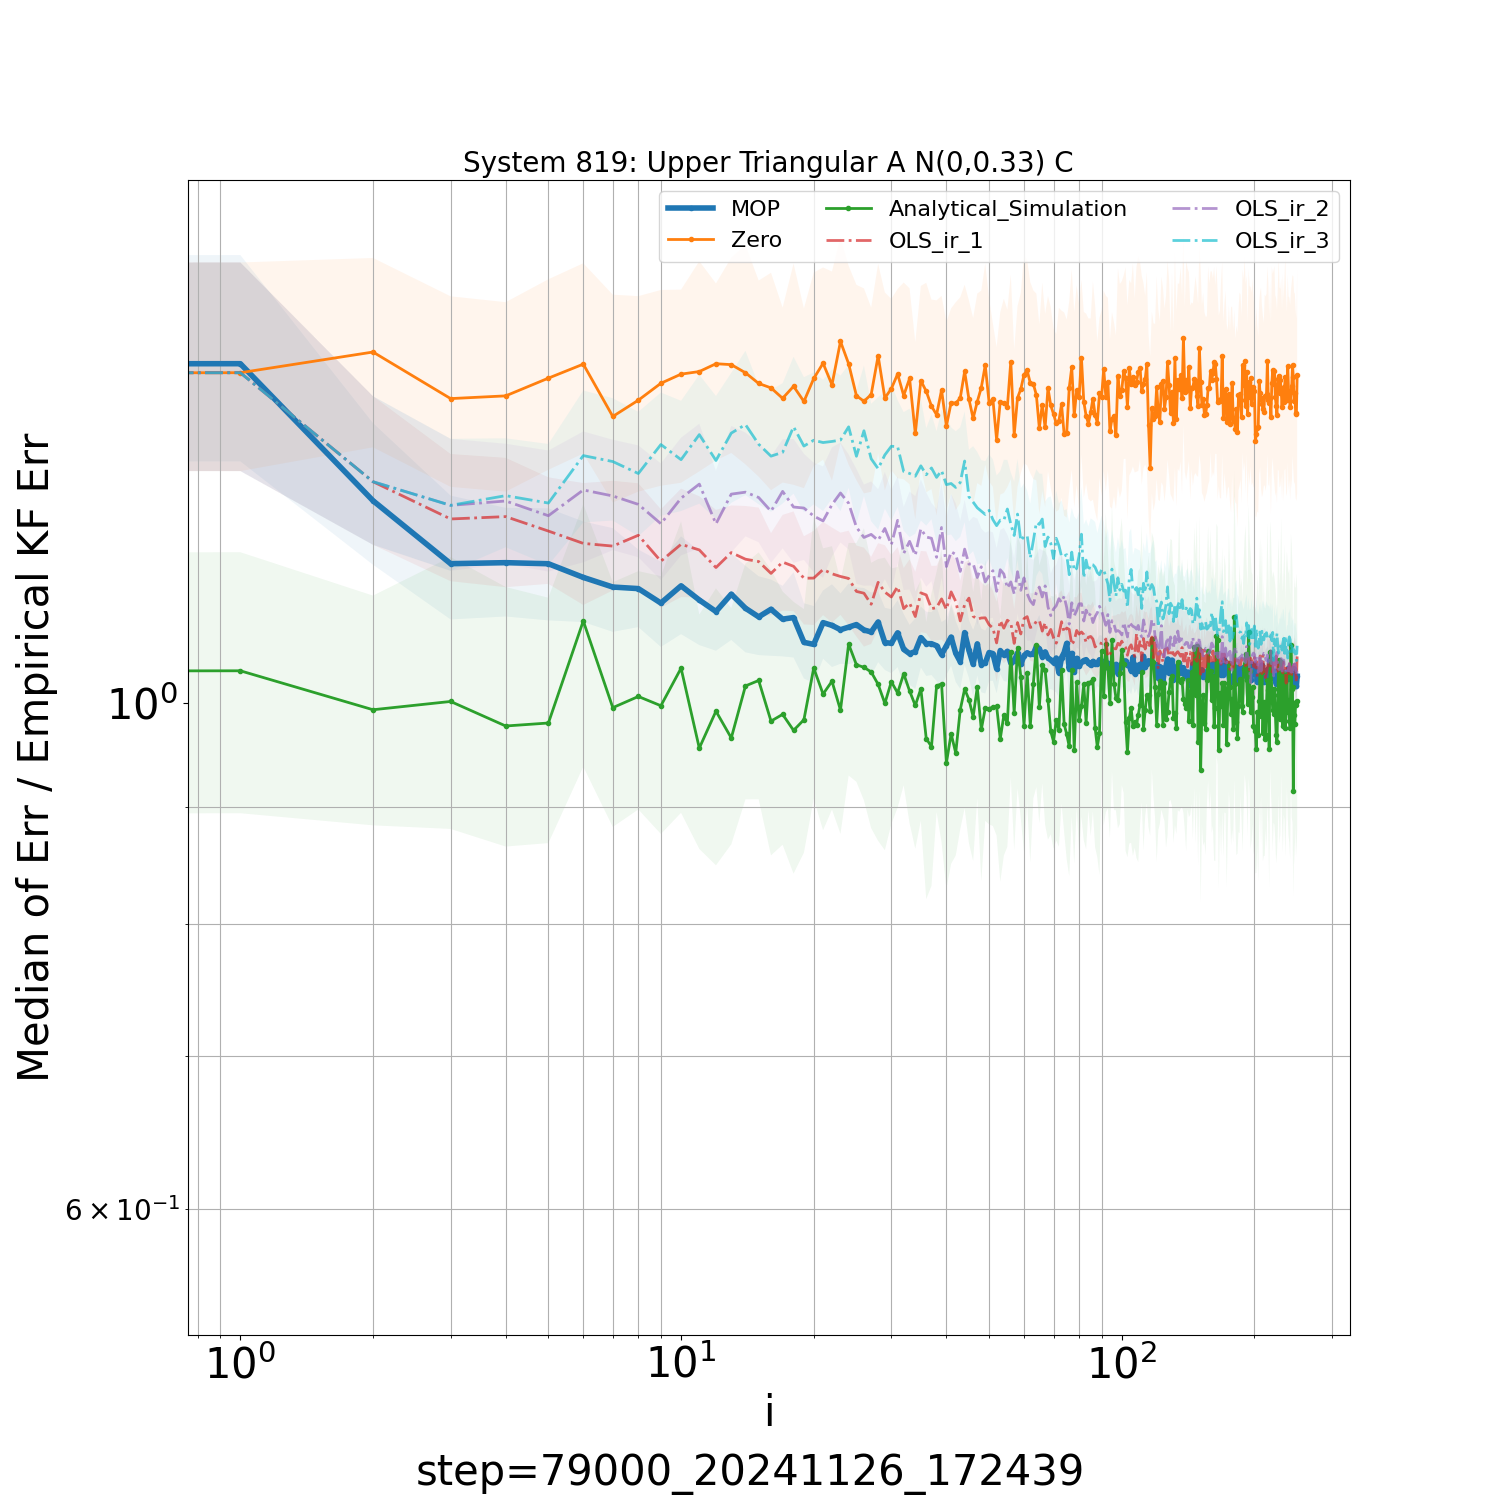 System 819: Upper Triangular A N(0,0.33) C
MOP
Zero
Analytical_Simulation
OLS_ir_1
OLS_ir_2
OLS_ir_3
Median of Err / Empirical KF Err
10⁰
6 × 10⁻¹
10⁰
10¹
10²
i
step=79000_20241126_172439